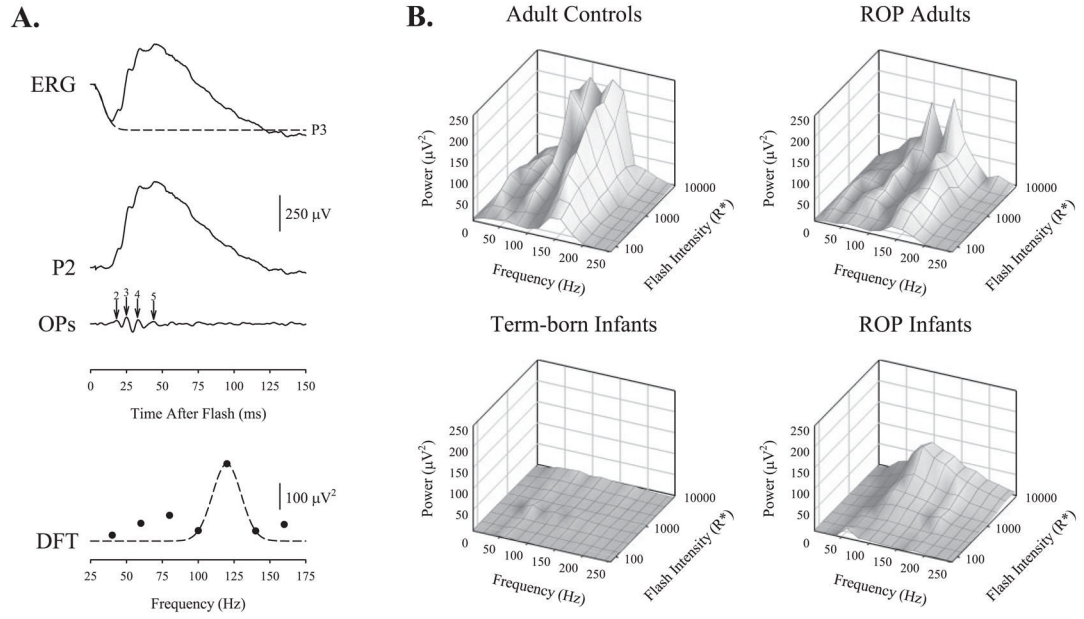 A.
ERG
P3
250 μV
P2
2 3 4 5
OPs
0 25 50 75 100 125 150
Time After Flash (ms)
100 μV²
DFT
25 50 75 100 125 150 175
Frequency (Hz)
B.
Adult Controls
250
200
150
100
50
0
Power (μV²)
50 100 150 200 250
Frequency (Hz)
100 1000 10000
Flash Intensity (R*)
ROP Adults
250
200
150
100
50
0
Power (μV²)
50 100 150 200 250
Frequency (Hz)
100 1000 10000
Flash Intensity (R*)
Term-born Infants
250
200
150
100
50
0
Power (μV²)
50 100 150 200 250
Frequency (Hz)
100 1000 10000
Flash Intensity (R*)
ROP Infants
250
200
150
100
50
0
Power (μV²)
50 100 150 200 250
Frequency (Hz)
100 1000 10000
Flash Intensity (R*)